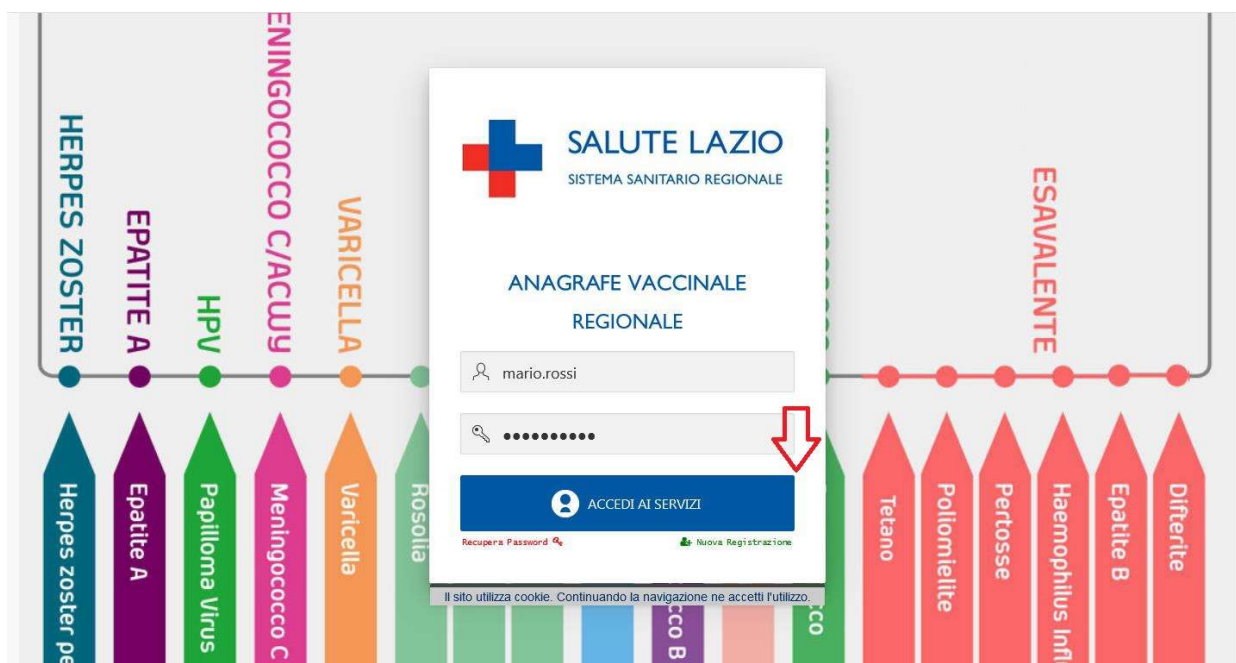 HERPES ZOSTER
EPATITE A
HPV
MENINGOCOCCO C/ACWY
VARICELLA
ESAVALENTE
SALUTE LAZIO
SISTEMA SANITARIO REGIONALE
ANAGRAFE VACCINALE
REGIONALE
mario.rossi
ACCEDI AI SERVIZI
Recupera Password
Nuova Registrazione
Il sito utilizza cookie. Continuando la navigazione ne accetti l'utilizzo.
Herpes zoster
Epatite A
Papilloma Virus
Meningococco C
Varicella
Rosolia
Tetano
Poliomielite
Pertosse
Haemophilus
Epatite B
Difterite